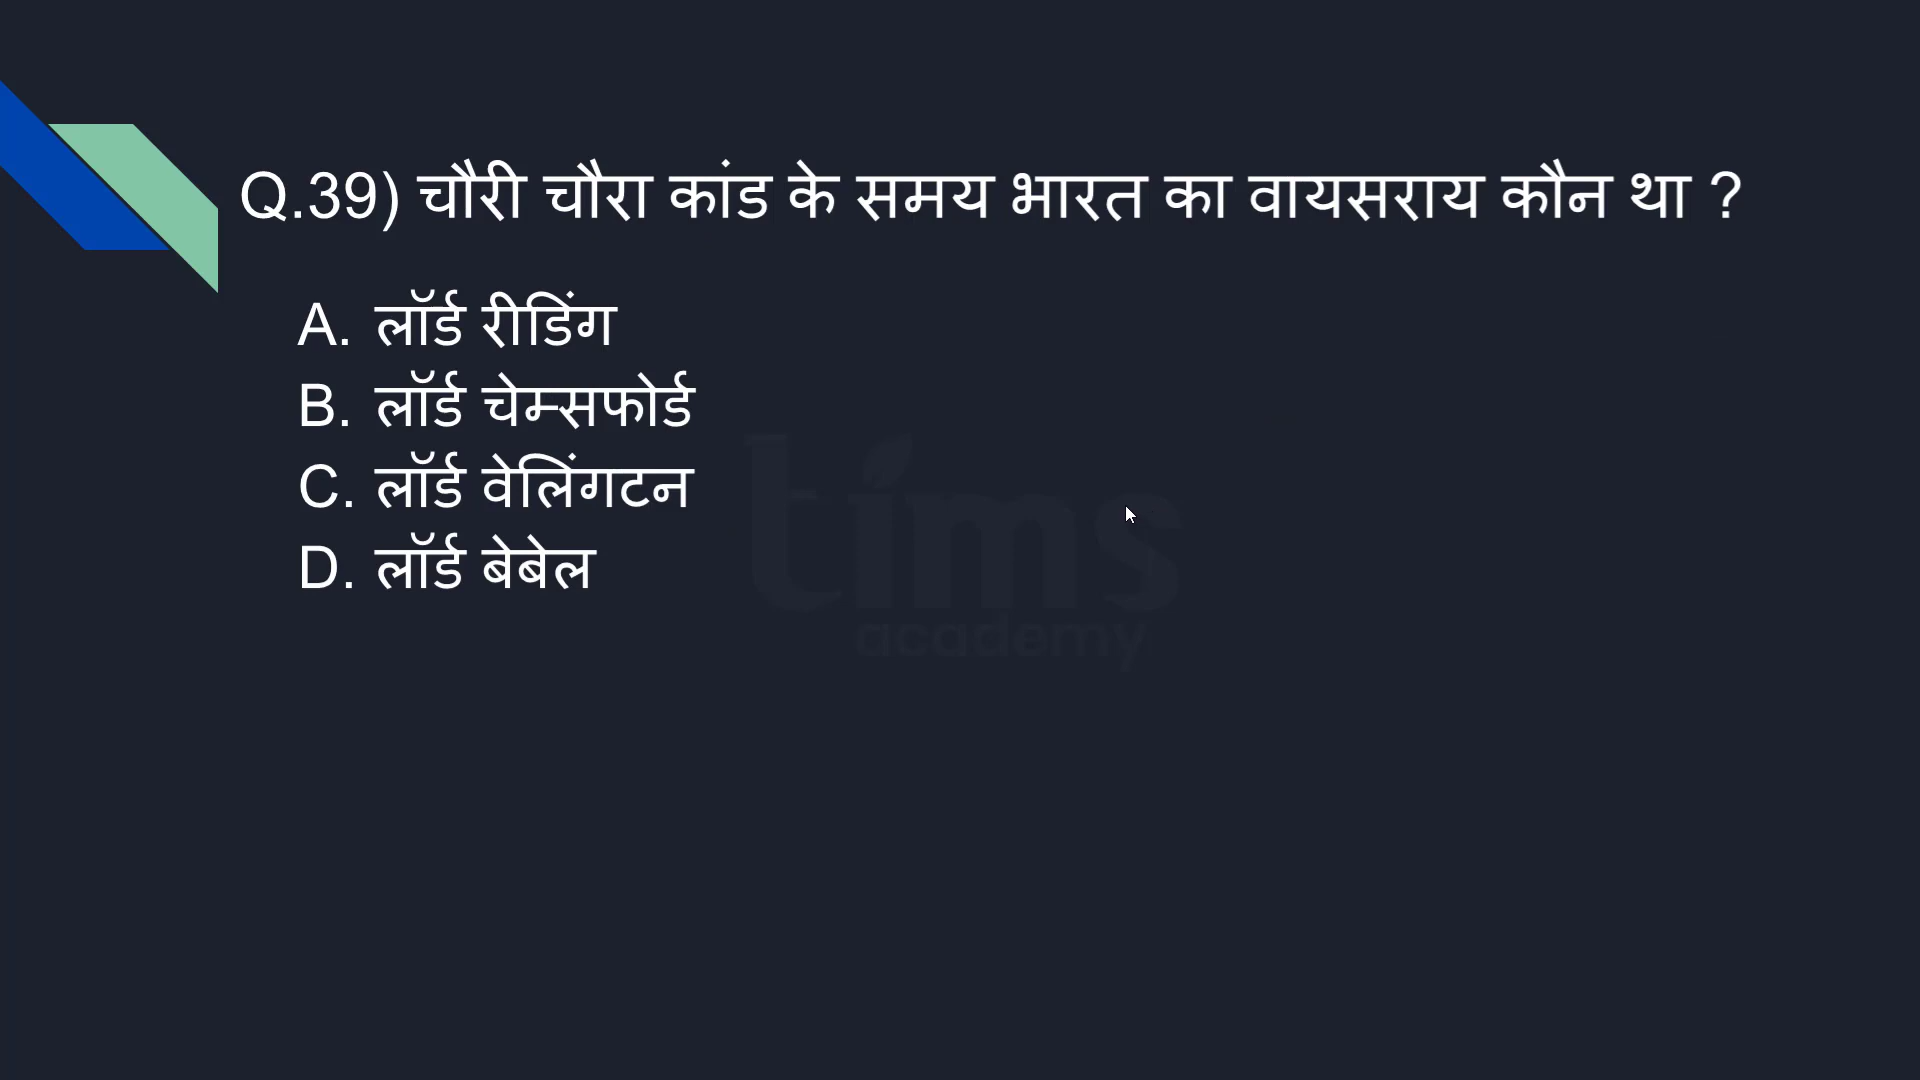 Q.39) चौरी चौरा कांड के समय भारत का वायसराय कौन था ?
A. लॉर्ड रीडिंग
B. लॉर्ड चेम्सफोर्ड
C. लॉर्ड वेलिंगटन
D. लॉर्ड बेबेल
tims
academy